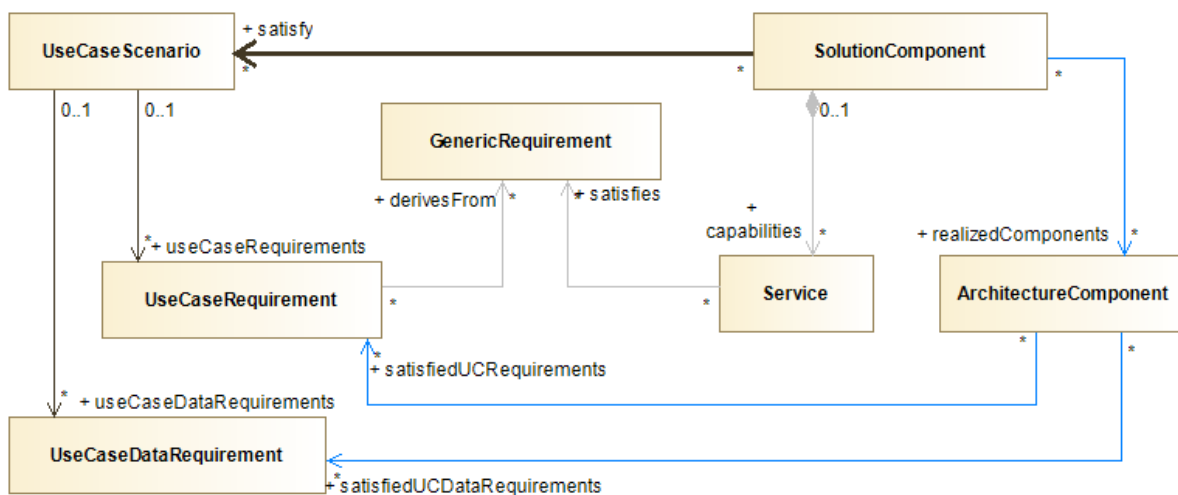 + satisfy
UseCaseScenario
SolutionComponent
*
*
*
0..1
0..1
0..1
GenericRequirement
+ derivesFrom
*
* + satisfies
+
capabilities
*
+ realizedComponents
*
* + useCaseRequirements
UseCaseRequirement
*
*
Service
ArchitectureComponent
*
+ satisfiedUCRequirements
*
*
*
+ useCaseDataRequirements
UseCaseDataRequirement
*
+ satisfiedUCDataRequirements